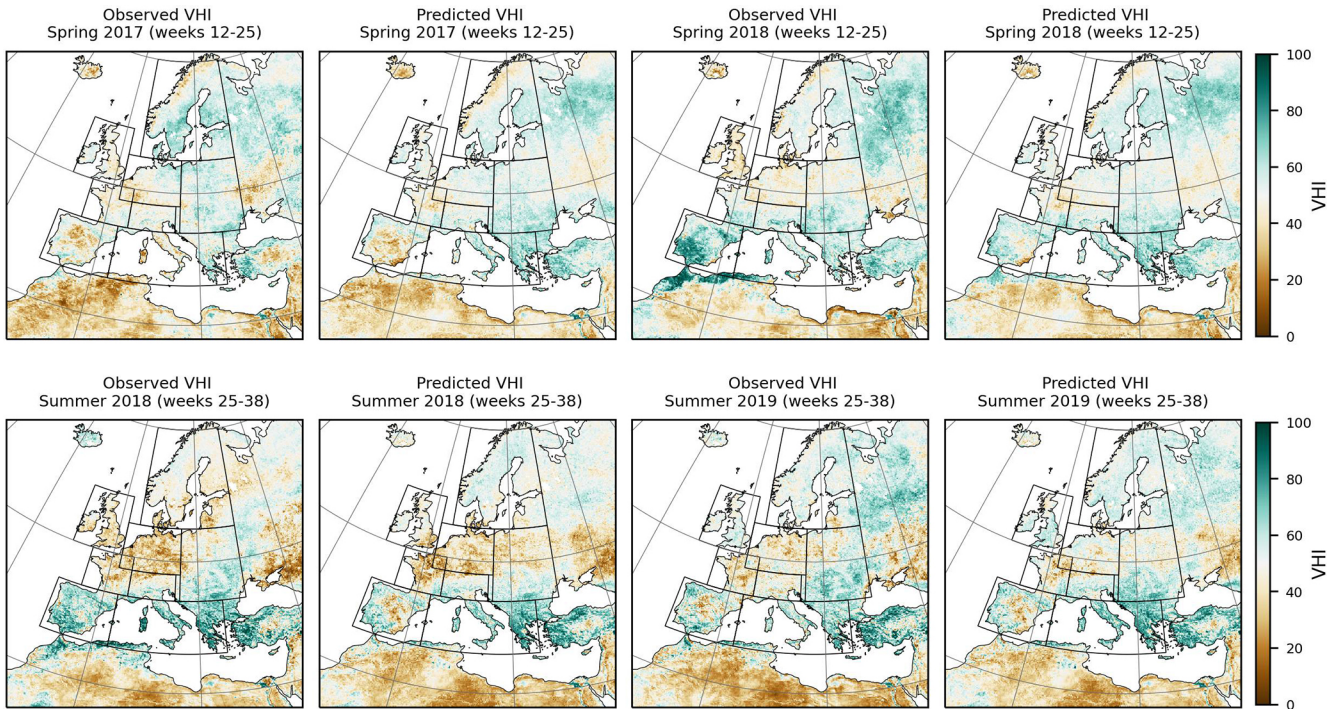 Observed VHI
Spring 2017 (weeks 12-25)
Predicted VHI
Spring 2017 (weeks 12-25)
Observed VHI
Spring 2018 (weeks 12-25)
Predicted VHI
Spring 2018 (weeks 12-25)
100
80
60
40
20
0
VHI
Observed VHI
Summer 2018 (weeks 25-38)
Predicted VHI
Summer 2018 (weeks 25-38)
Observed VHI
Summer 2019 (weeks 25-38)
Predicted VHI
Summer 2019 (weeks 25-38)
100
80
60
40
20
0
VHI